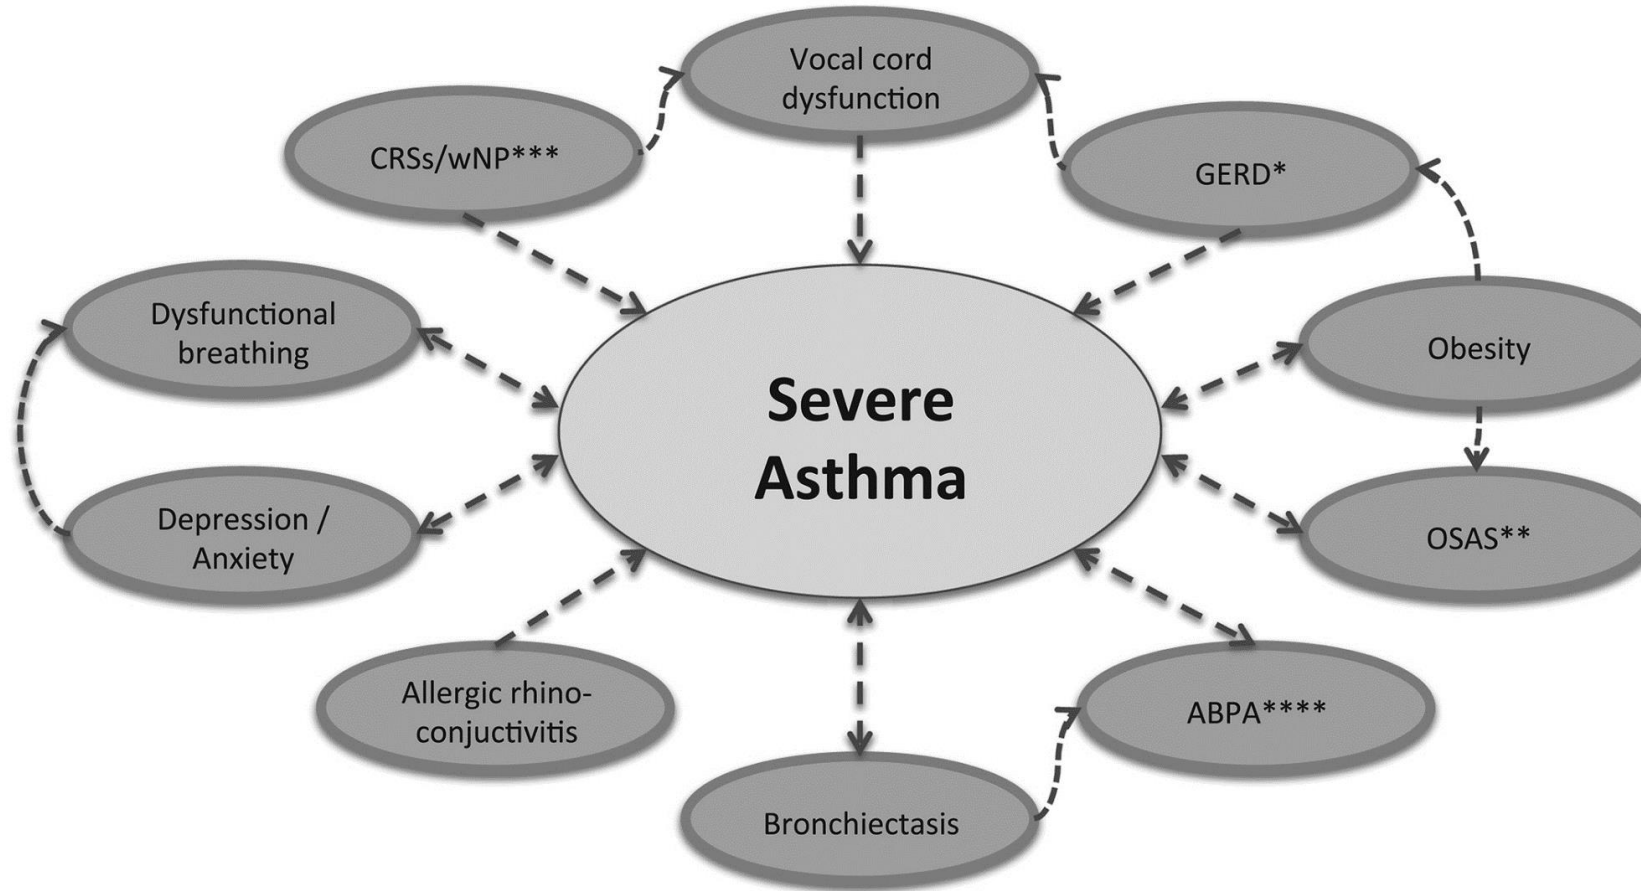 Vocal cord
dysfunction
CRSs/wNP***
GERD*
Dysfunctional
breathing
Obesity
Severe
Asthma
Depression /
Anxiety
OSAS**
Allergic rhino-
conjuctivitis
ABPA****
Bronchiectasis